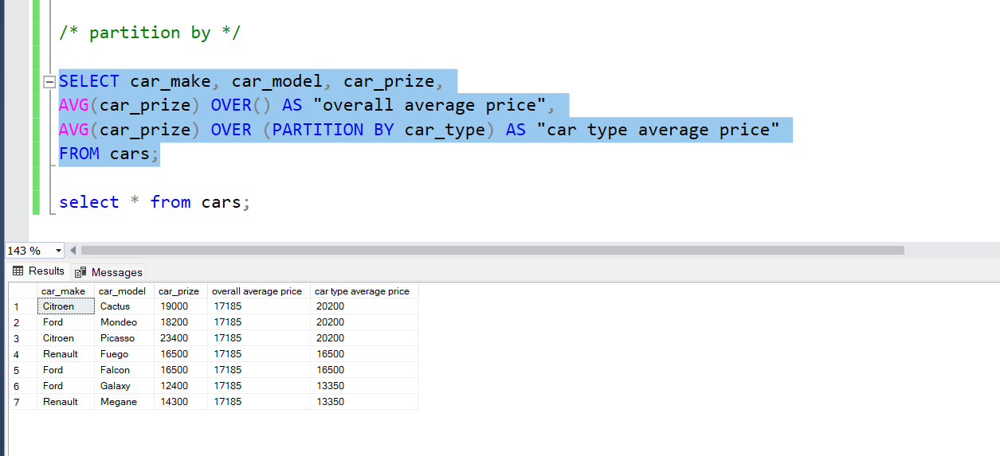 /* partition by */
SELECT car_make, car_model, car_prize,
AVG(car_prize) OVER() AS "overall average price",
AVG(car_prize) OVER (PARTITION BY car_type) AS "car type average price"
FROM cars;
select * from cars;
143 %
Results Messages
car_make car_model car_prize overall average price car type average price
1 Citroen Cactus 19000 17185 20200
2 Ford Mondeo 18200 17185 20200
3 Citroen Picasso 23400 17185 20200
4 Renault Fuego 16500 17185 16500
5 Ford Falcon 16500 17185 16500
6 Ford Galaxy 12400 17185 13350
7 Renault Megane 14300 17185 13350